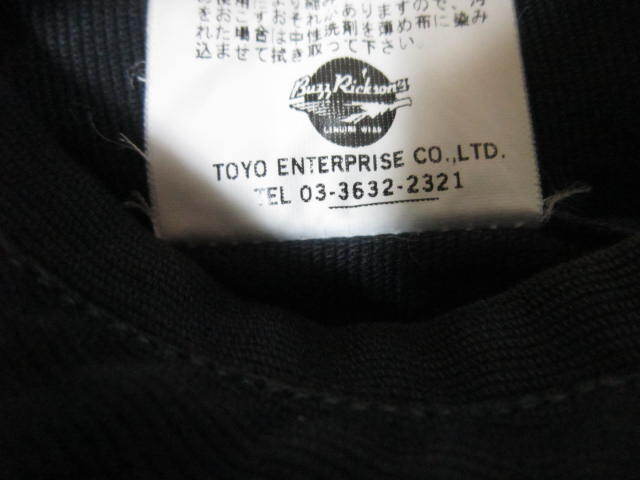 をおこすおそれがありますので、汚
れた場合は中性洗剤を薄め布に染み
込ませて拭き取って下さい。
Buzz Rickson's
GENUINE WEAR
TOYO ENTERPRISE CO.,LTD.
TEL 03-3632-2321